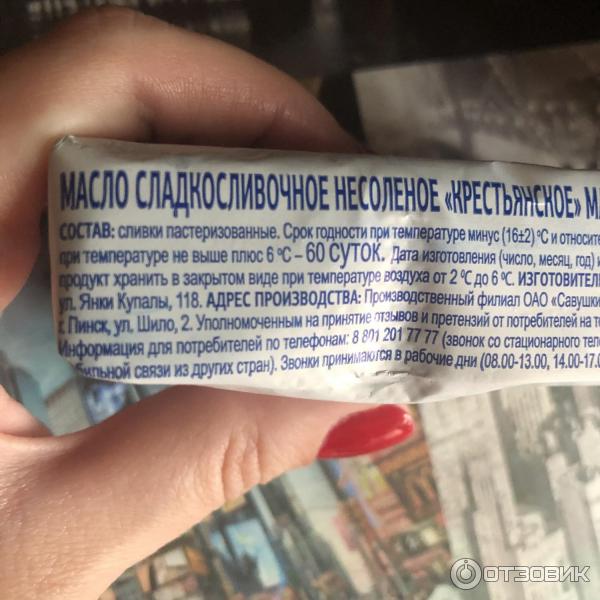 МАСЛО СЛАДКОСЛИВОЧНОЕ НЕСОЛЕНОЕ «КРЕСТЬЯНСКОЕ»
СОСТАВ: сливки пастеризованные. Срок годности при температуре минус (16±2) °С и относите
при температуре не выше плюс 6 °С – 60 СУТОК. Дата изготовления (число, месяц, год) и
продукт хранить в закрытом виде при температуре воздуха от 2 °С до 6 °С. ИЗГОТОВИТЕЛ
ул. Янки Купалы, 118. АДРЕС ПРОИЗВОДСТВА: Производственный филиал ОАО «Савушки
г. Пинск, ул. Шило, 2. Уполномоченным на принятие отзывов и претензий от потребителей на те
Информация для потребителей по телефонам: 8 801 201 77 77 (звонок со стационарного теле
бильной связи из других стран). Звонки принимаются в рабочие дни (08.00-13.00, 14.00-17.0
ОТЗОВИК